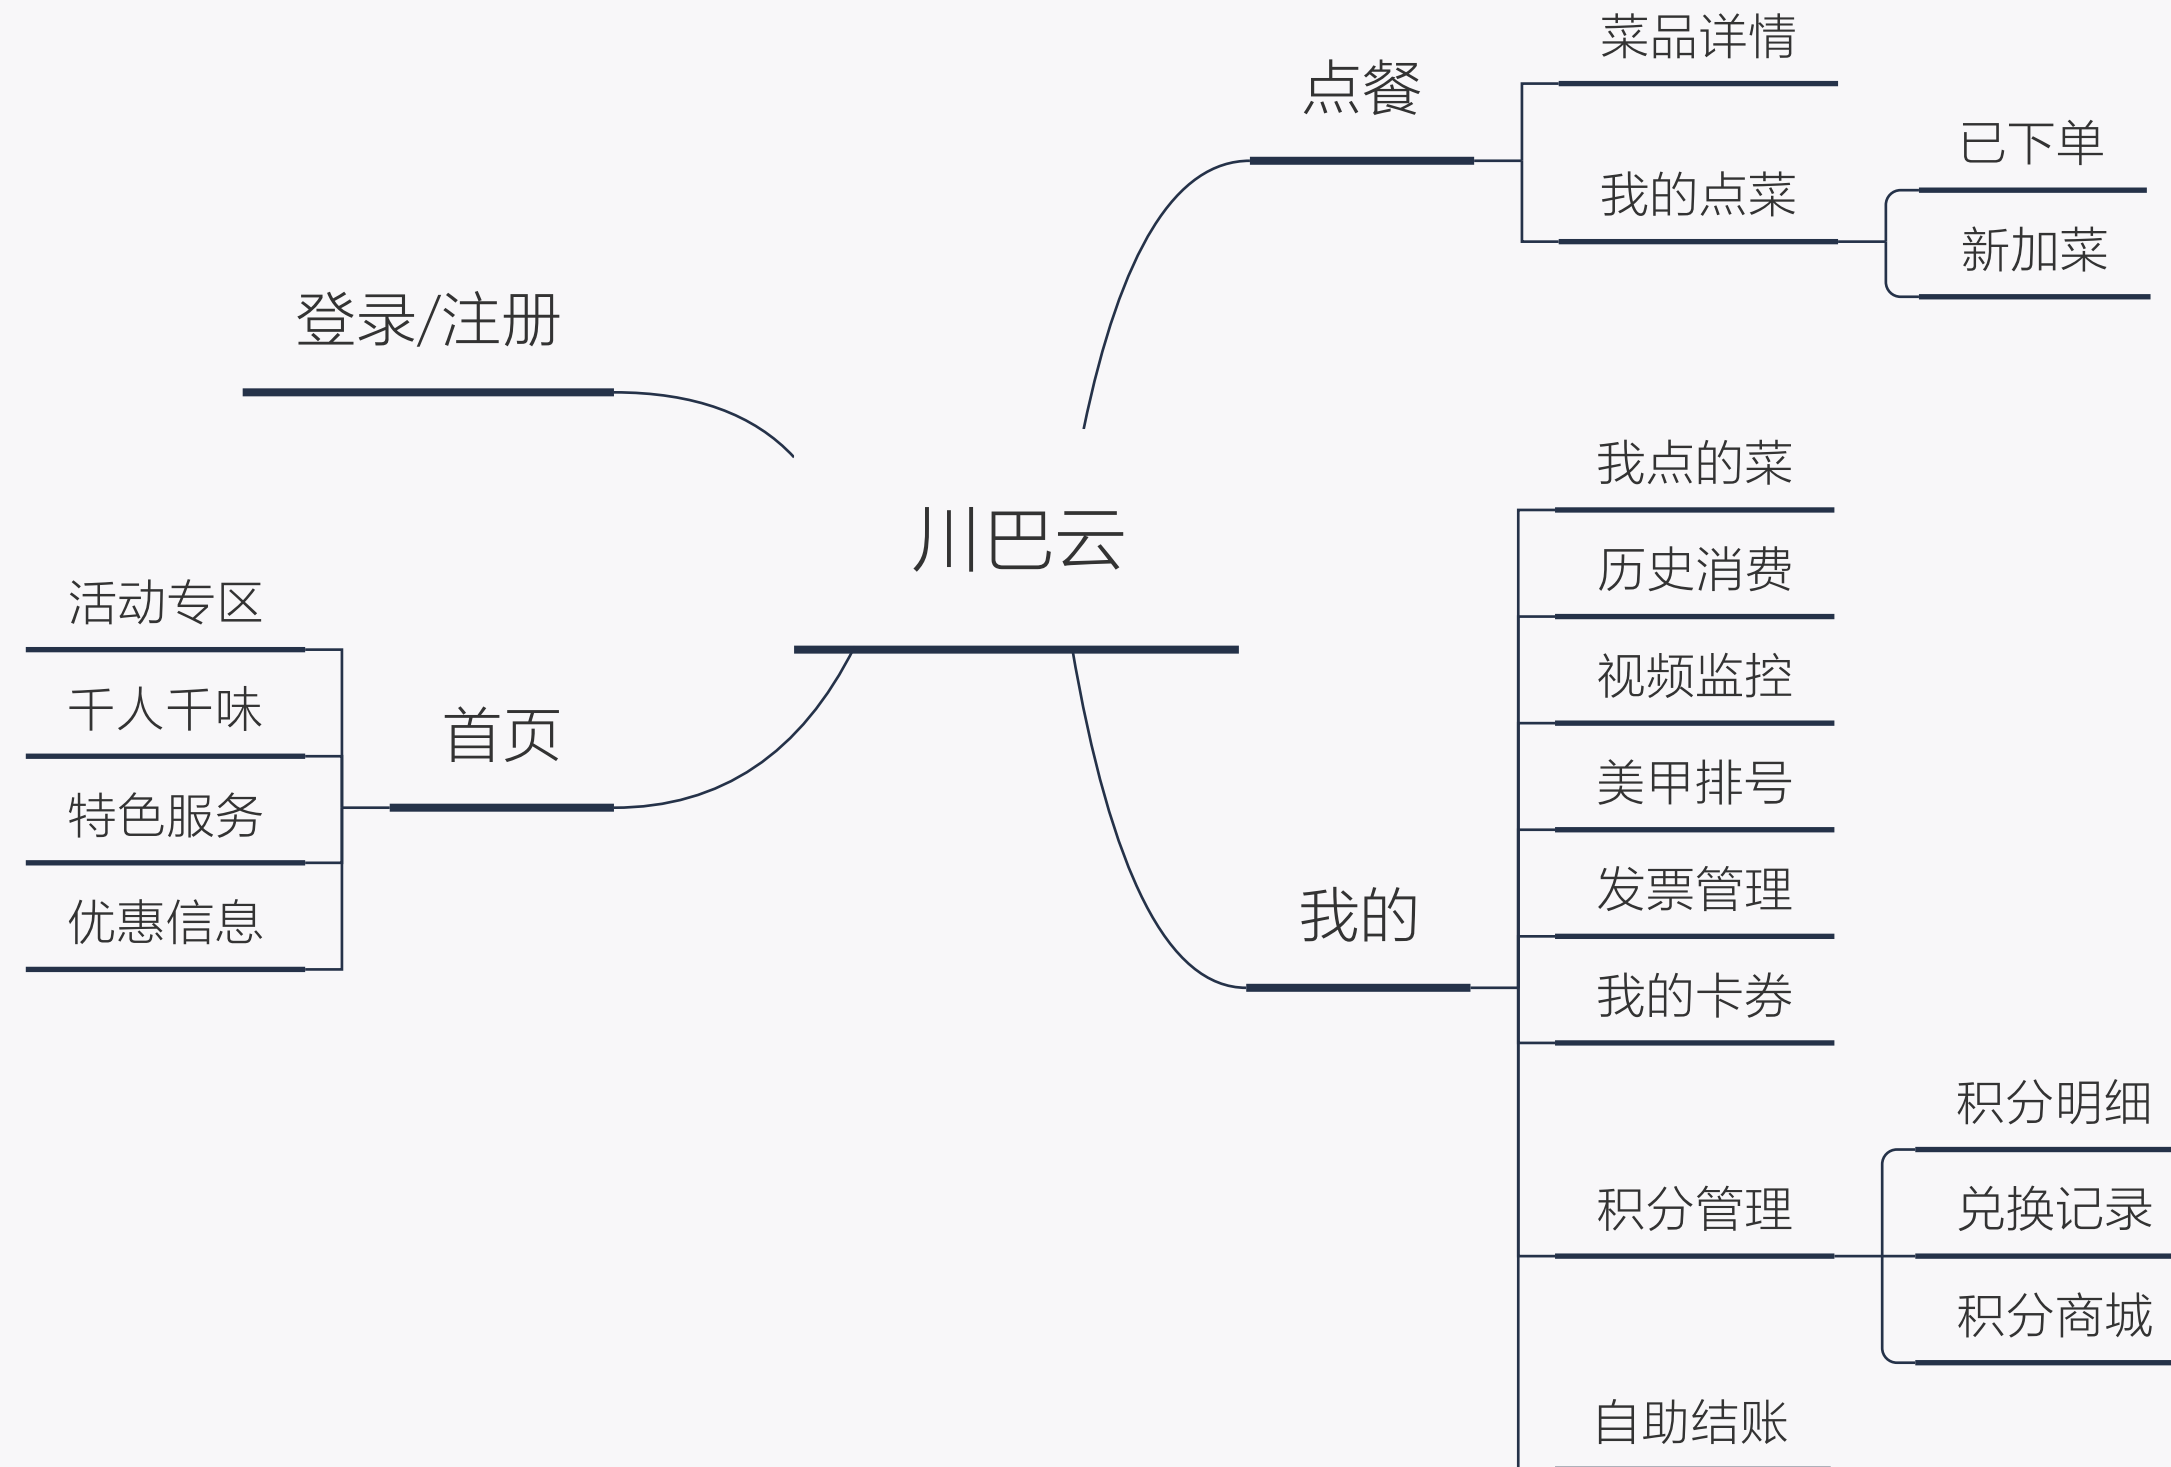 川巴云
点餐
菜品详情
我的点菜
已下单
新加菜
我的
我点的菜
历史消费
视频监控
美甲排号
发票管理
我的卡券
积分管理
积分明细
兑换记录
积分商城
自助结账
登录/注册
首页
活动专区
千人千味
特色服务
优惠信息